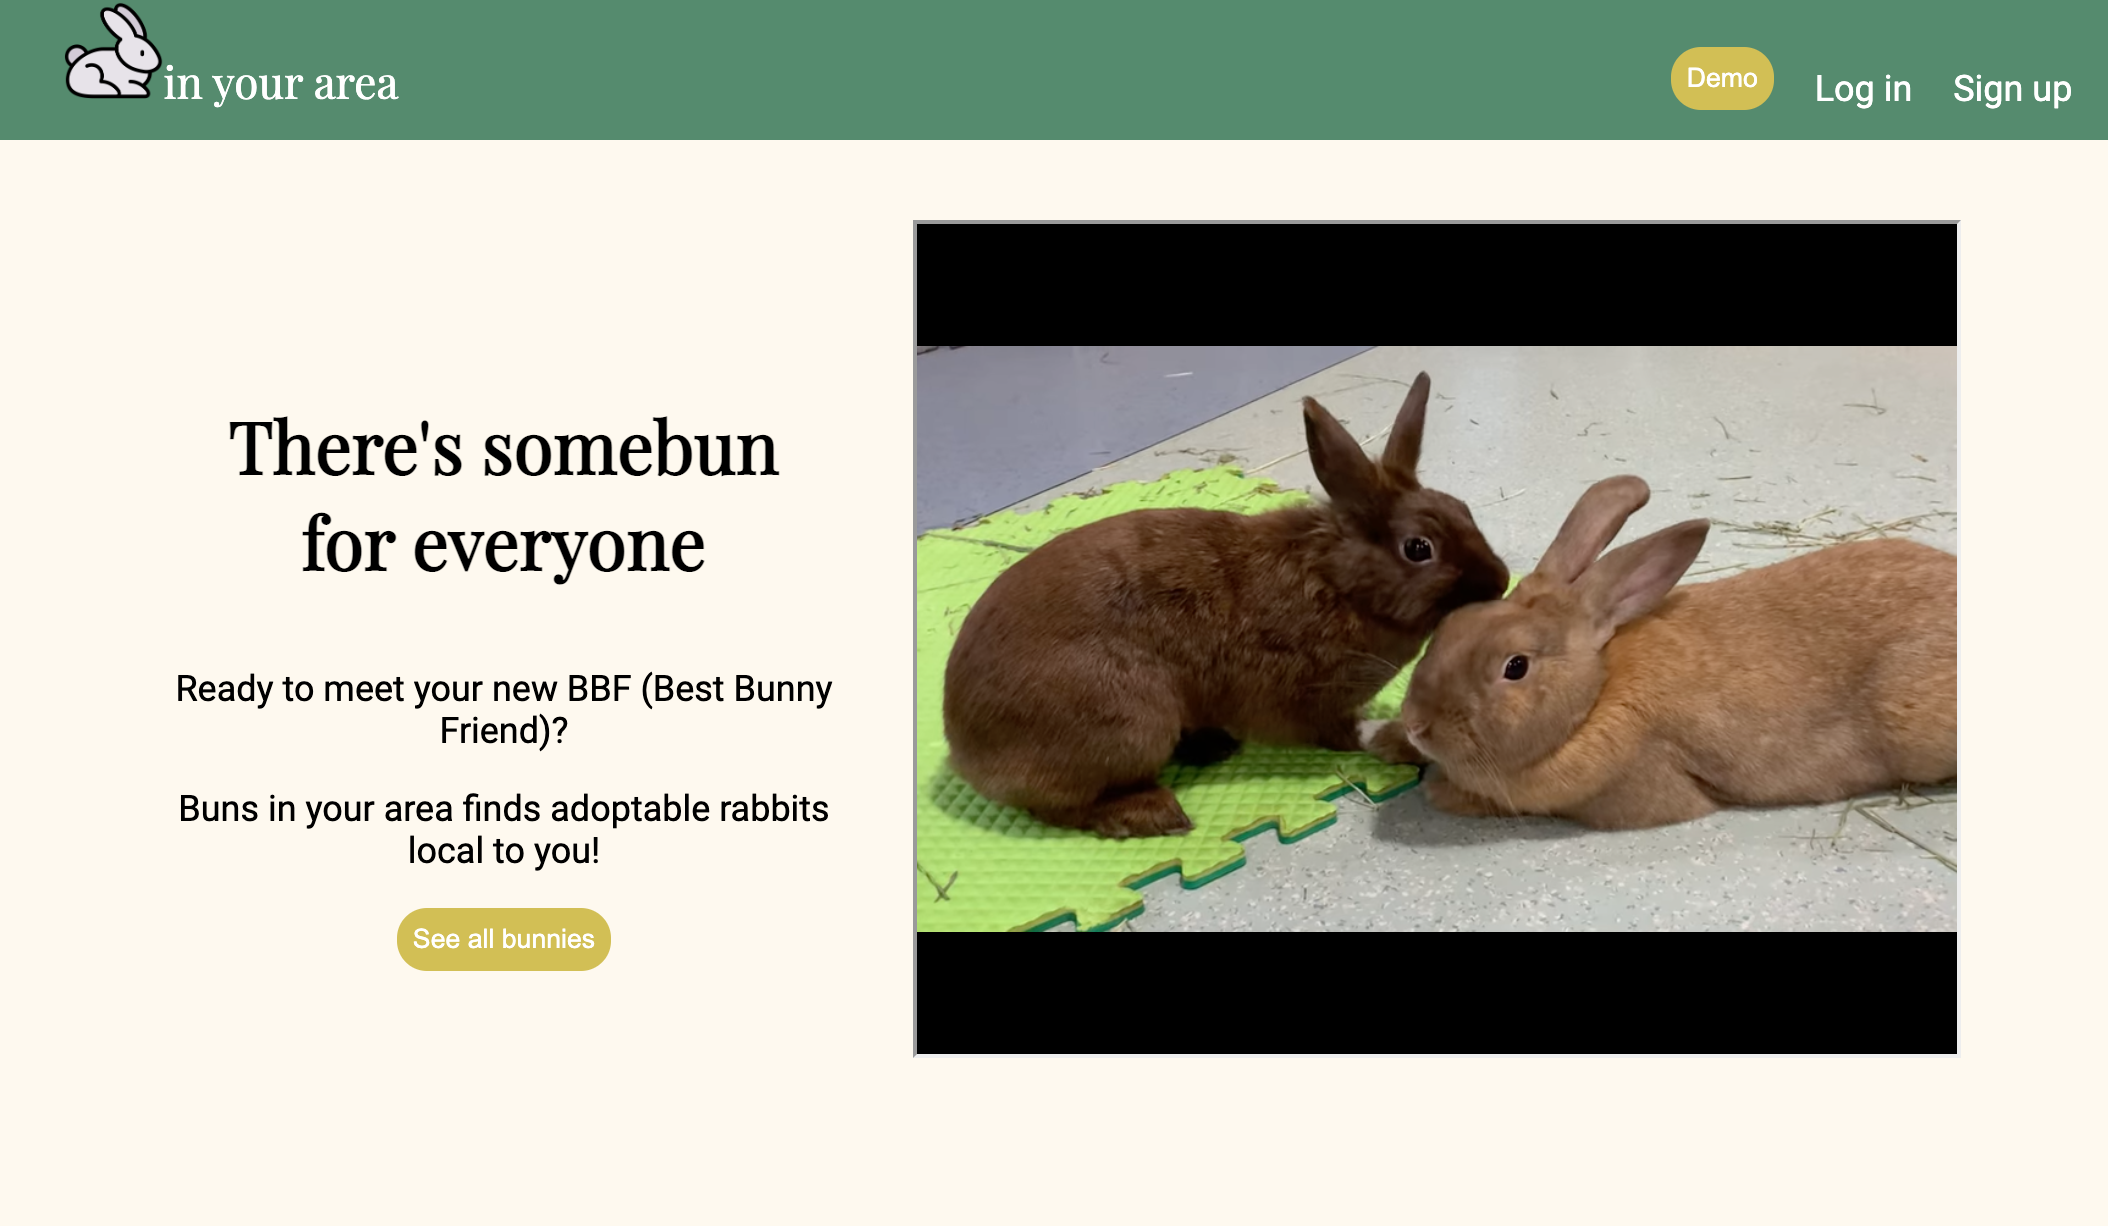 in your area
Demo
Log in
Sign up
There's somebun
for everyone
Ready to meet your new BBF (Best Bunny
Friend)?
Buns in your area finds adoptable rabbits
local to you!
See all bunnies